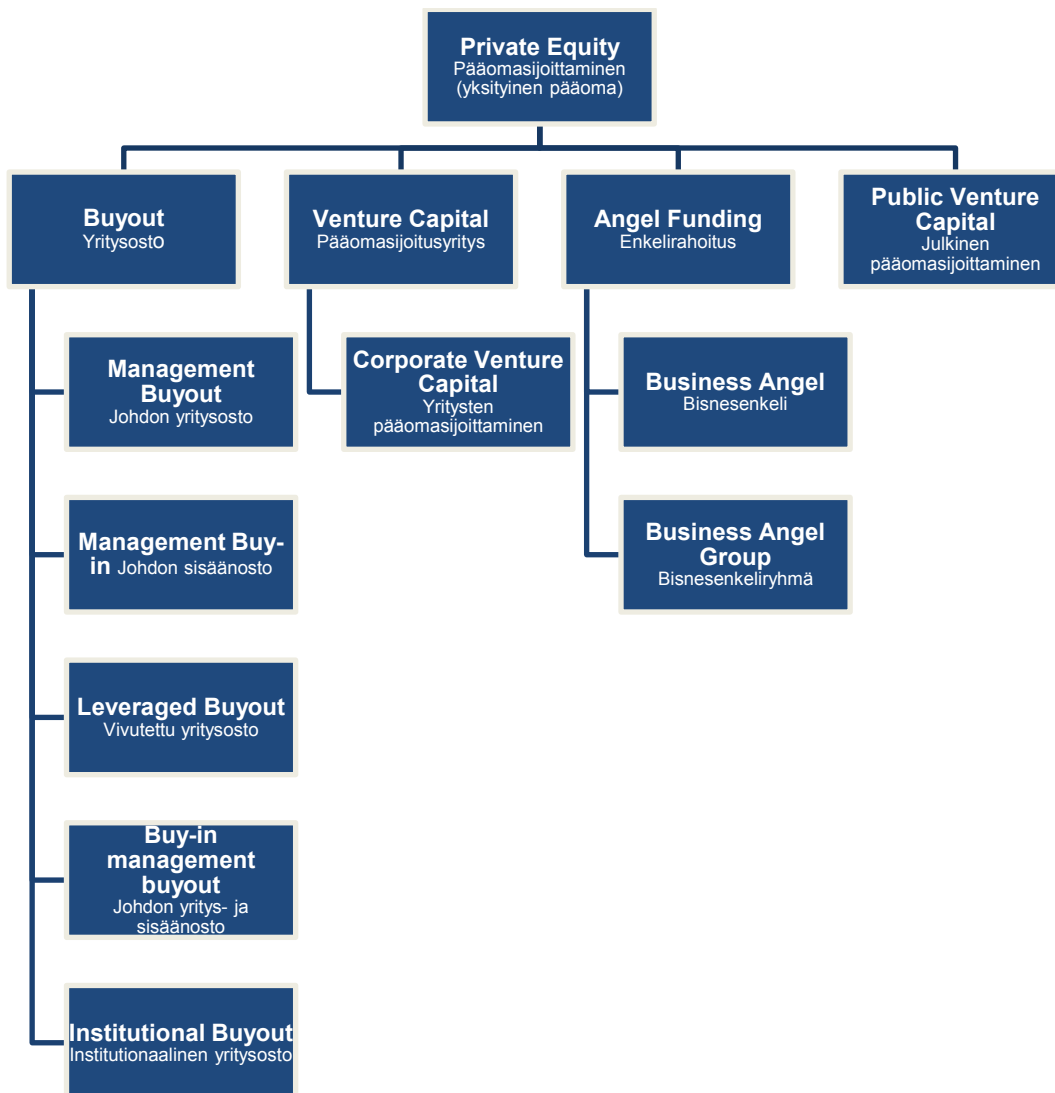 Private Equity
Pääomasijoittaminen
(yksityinen pääoma)
Buyout
Yritysosto
Venture Capital
Pääomasijoitusyritys
Angel Funding
Enkelirahoitus
Public Venture
Capital
Julkinen
pääomasijoittaminen
Management
Buyout
Johdon yritysosto
Corporate Venture
Capital
Yritysten
pääomasijoittaminen
Business Angel
Bisnesenkeli
Management Buy-
in Johdon sisäänosto
Business Angel
Group
Bisnesenkeliryhmä
Leveraged Buyout
Vivutettu yritysosto
Buy-in
management
buyout
Johdon yritys- ja
sisäänosto
Institutional Buyout
Institutionaalinen yritysosto